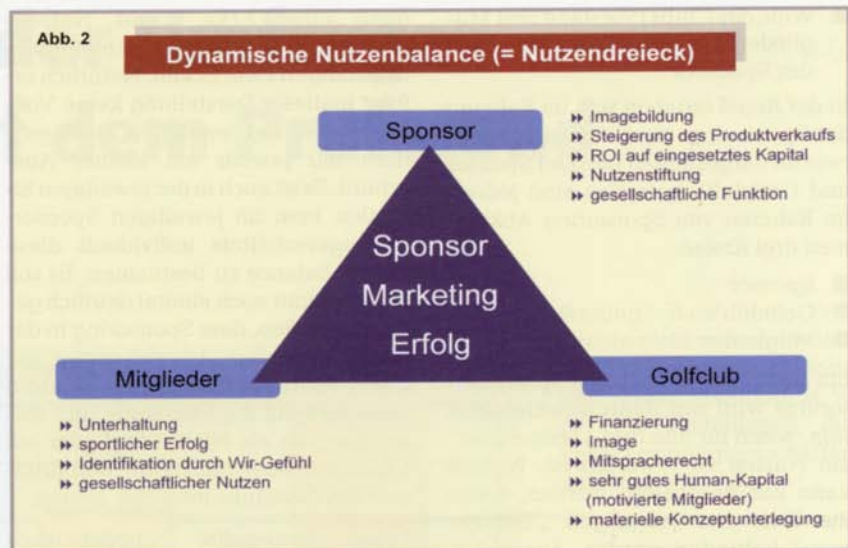 Abb. 2
Dynamische Nutzenbalance (= Nutzendreieck)
Sponsor
Imagebildung
Steigerung des Produktverkaufs
ROI auf eingesetztes Kapital
Nutzenstiftung
gesellschaftliche Funktion
Sponsor
Marketing
Erfolg
Mitglieder
Unterhaltung
sportlicher Erfolg
Identifikation durch Wir-Gefühl
gesellschaftlicher Nutzen
Golfclub
Finanzierung
Image
Mitspracherecht
sehr gutes Human-Kapital
(motivierte Mitglieder)
materielle Konzeptunterlegung